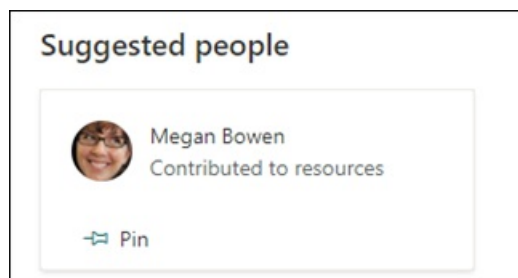 Suggested people
Megan Bowen
Contributed to resources
Pin